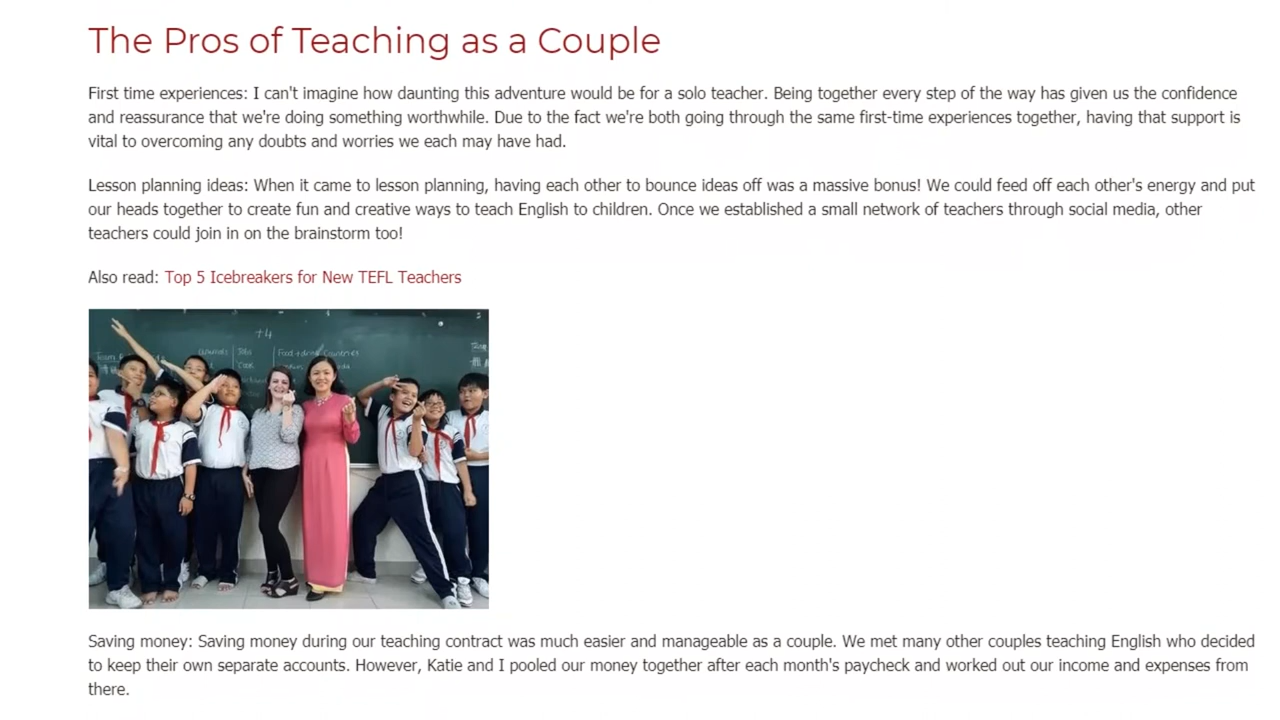 The Pros of Teaching as a Couple
First time experiences: I can't imagine how daunting this adventure would be for a solo teacher. Being together every step of the way has given us the confidence
and reassurance that we're doing something worthwhile. Due to the fact we're both going through the same first-time experiences together, having that support is
vital to overcoming any doubts and worries we each may have had.
Lesson planning ideas: When it came to lesson planning, having each other to bounce ideas off was a massive bonus! We could feed off each other's energy and put
our heads together to create fun and creative ways to teach English to children. Once we established a small network of teachers through social media, other
teachers could join in on the brainstorm too!
Also read: Top 5 Icebreakers for New TEFL Teachers
+4
Team
Food + drink Countries
Saving money: Saving money during our teaching contract was much easier and manageable as a couple. We met many other couples teaching English who decided
to keep their own separate accounts. However, Katie and I pooled our money together after each month's paycheck and worked out our income and expenses from
there.